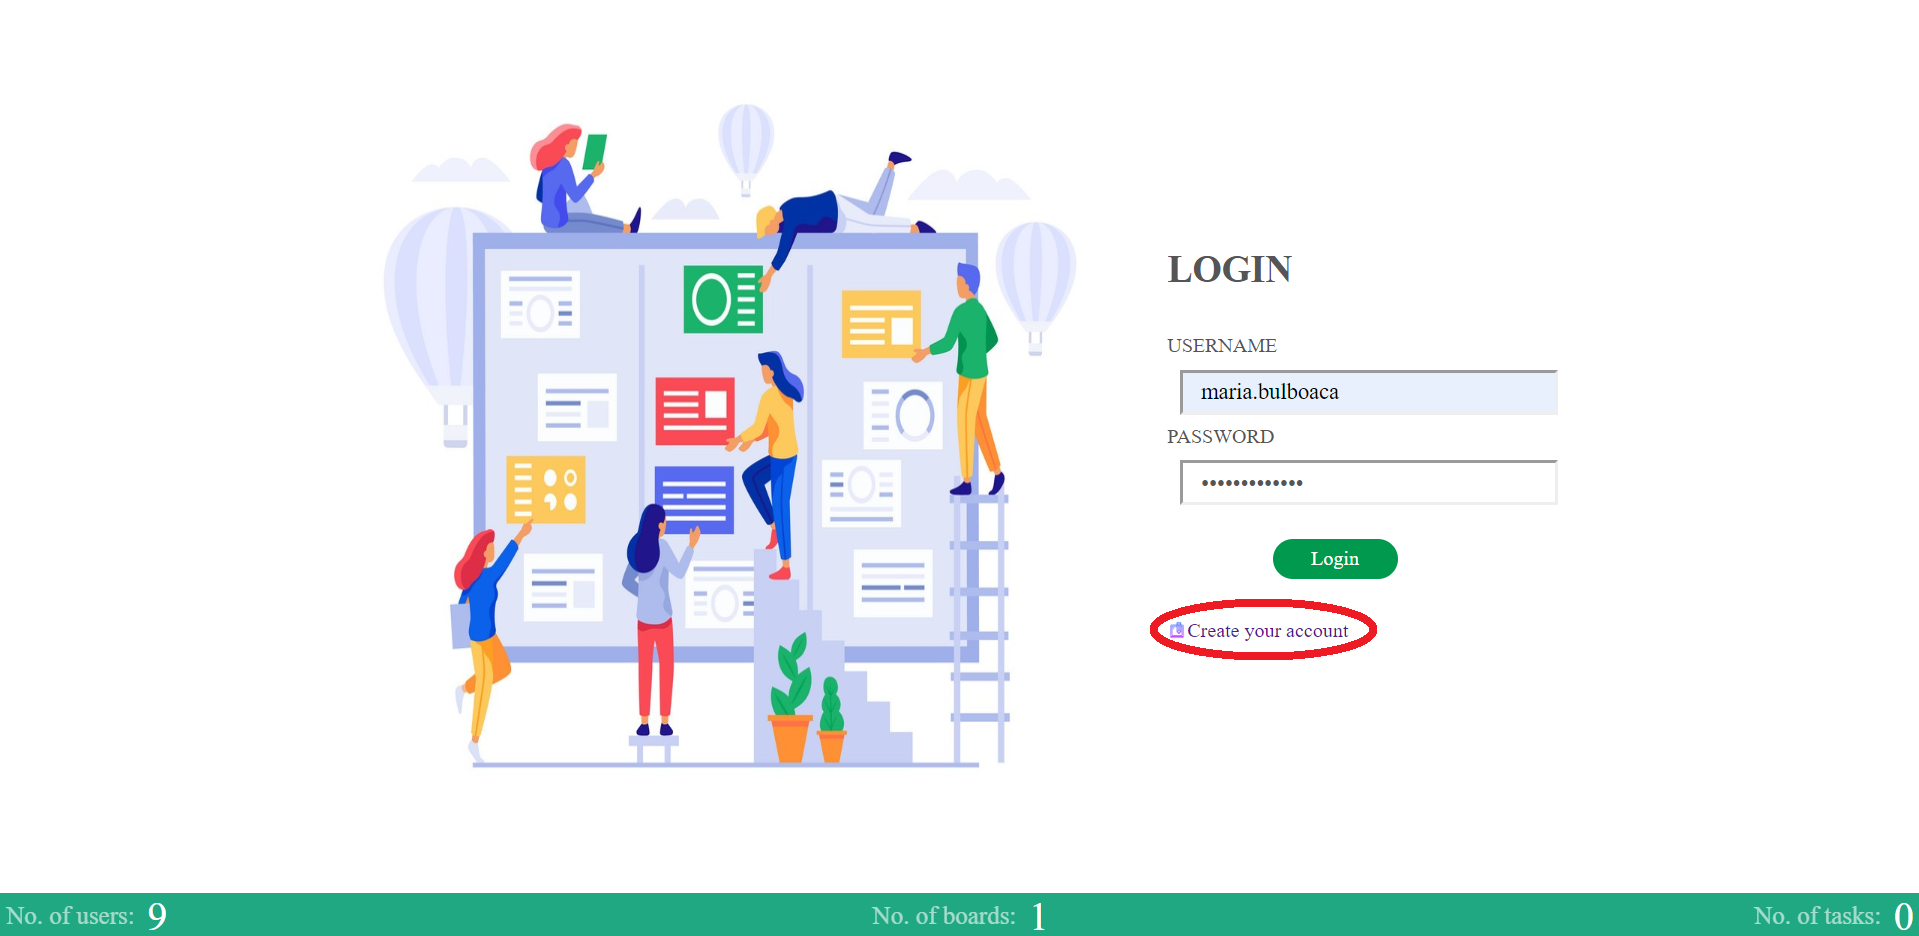 LOGIN
USERNAME
maria.bulboaca
PASSWORD
•••••••••••••
Login
Create your account
No. of users: 9
No. of boards: 1
No. of tasks: 0